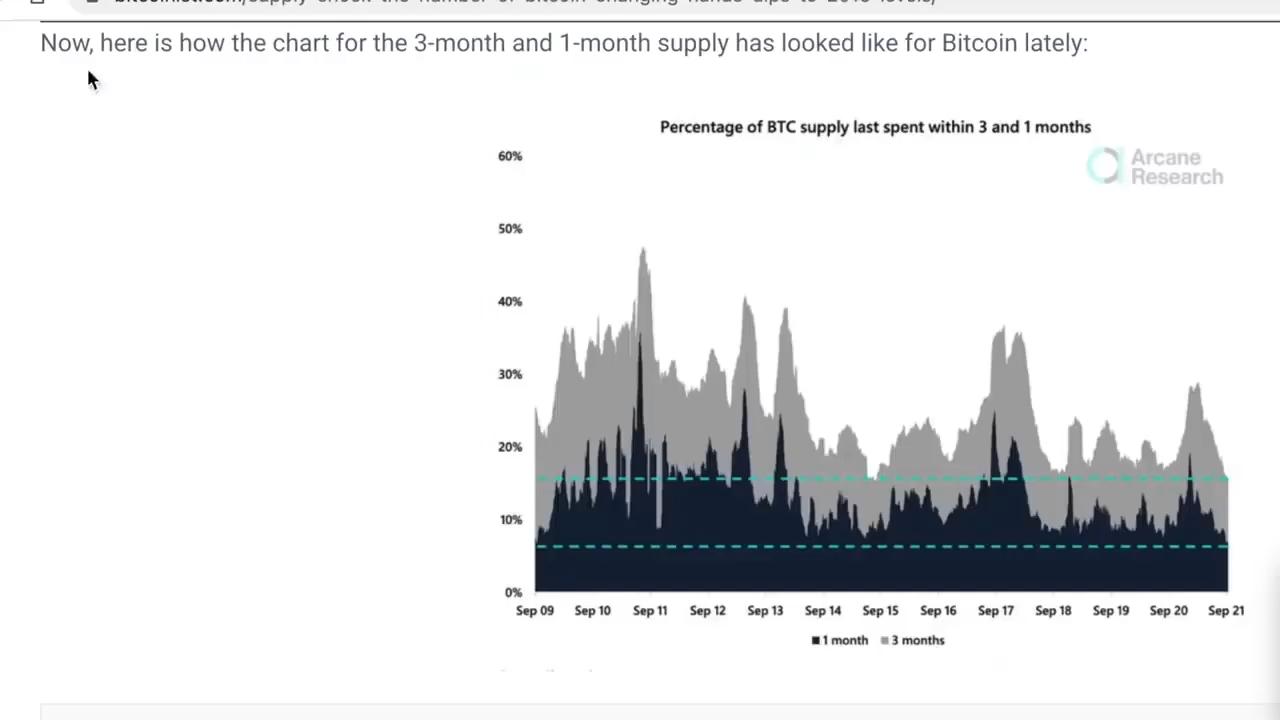 Now, here is how the chart for the 3-month and 1-month supply has looked like for Bitcoin lately:
Percentage of BTC supply last spent within 3 and 1 months
Arcane
Research
60%
50%
40%
30%
20%
10%
0%
Sep 09 Sep 10 Sep 11 Sep 12 Sep 13 Sep 14 Sep 15 Sep 16 Sep 17 Sep 18 Sep 19 Sep 20 Sep 21
1 month 3 months